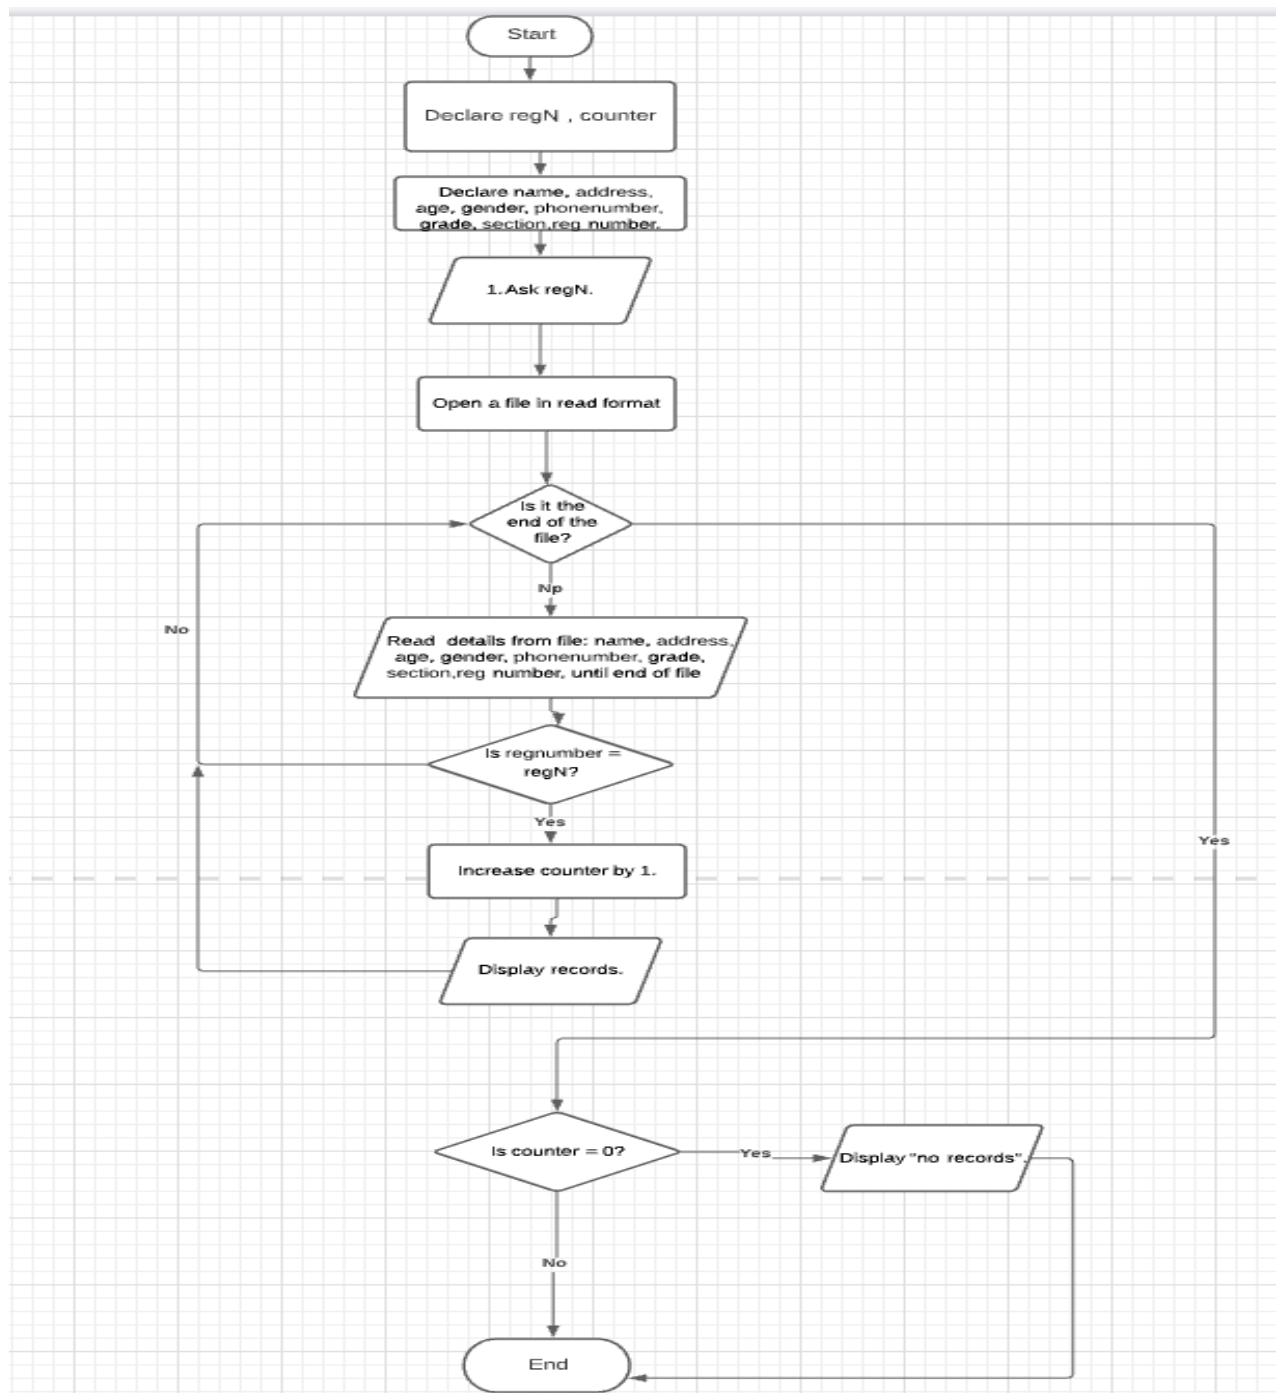 Start
Declare regN , counter
Declare name, address,
age, gender, phonenumber,
grade, section,reg number.
1.Ask regN.
Open a file in read format
Is it the
end of the
file?
Np
No
Read  details from file: name, address,
age, gender, phonenumber, grade,
section,reg number, until end of file
Is regnumber =
regN?
Yes
Yes
Increase counter by 1.
Display records.
Is counter = 0?
Yes
Display "no records".
No
End